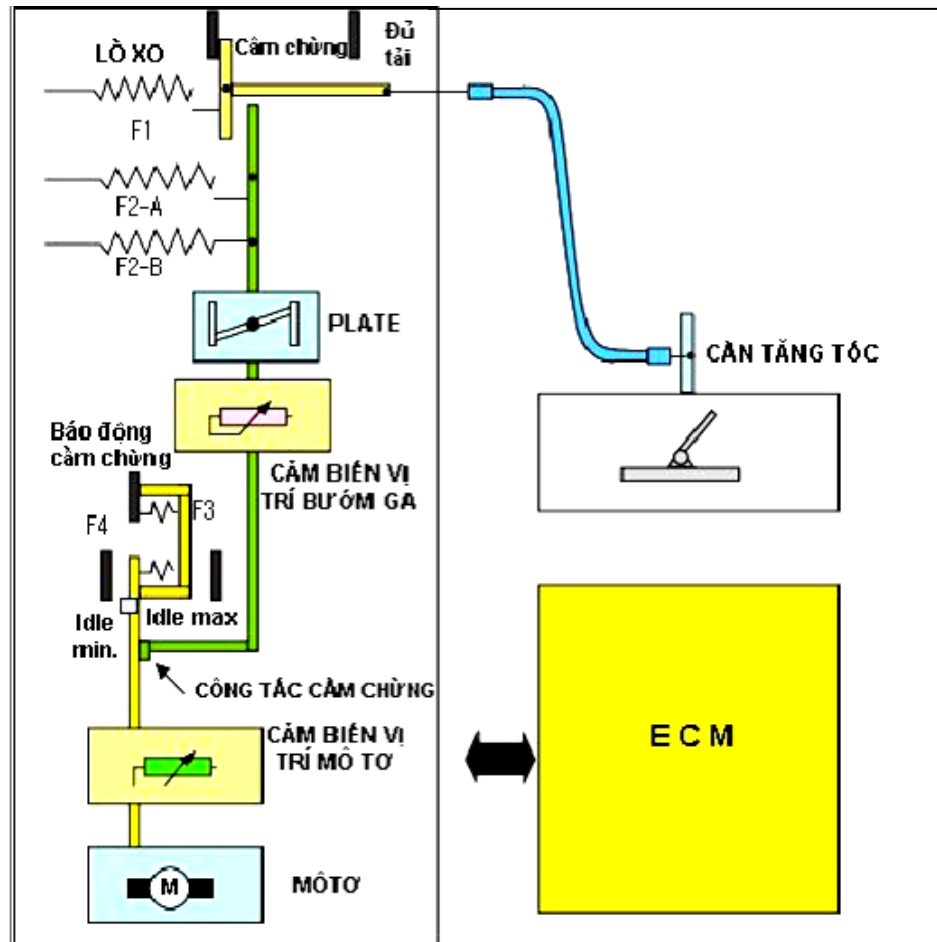 LÒ XO
Cầm chừng
Đủ
tải
F1
F2-A
F2-B
PLATE
CẦN TĂNG TỐC
Báo động
cầm chừng
CẢM BIẾN VỊ
TRÍ BƯỚM GA
F4
F3
Idle
min.
Idle max
CÔNG TẮC CẦM CHỪNG
CẢM BIẾN VỊ
TRÍ MÔ TƠ
ECM
M
MÔTƠ